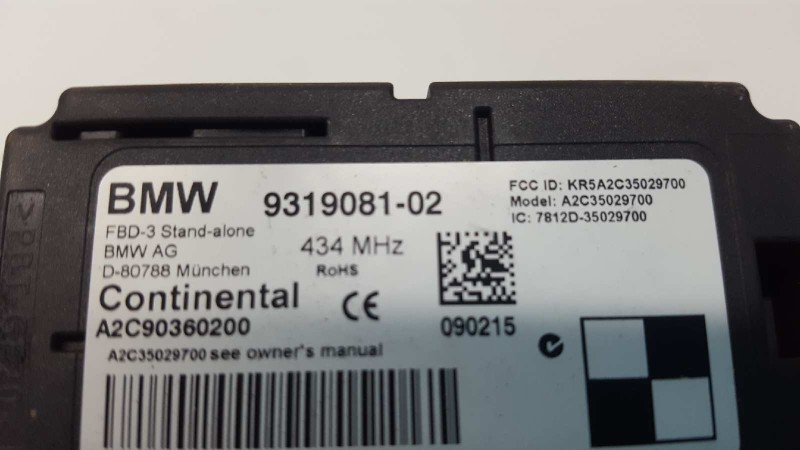 BMW 9319081-02
FBD-3 Stand-alone
BMW AG
D-80788 München
434 MHz
RoHS
FCC ID: KR5A2C35029700
Model: A2C35029700
IC: 7812D-35029700
Continental CE
A2C90360200
090215
A2C35029700 see owner's manual